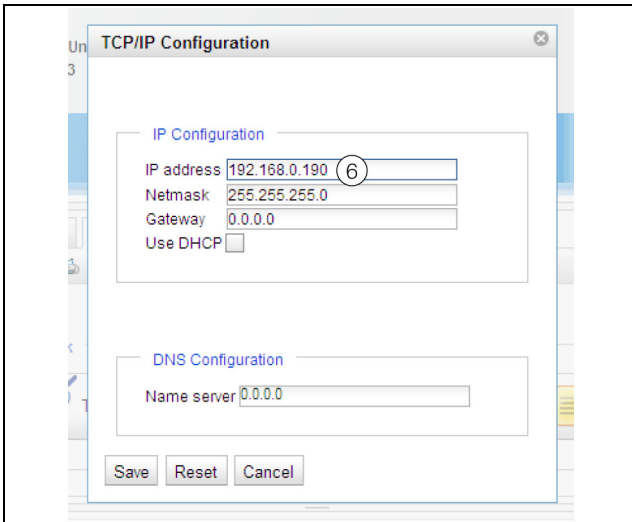 Un
TCP/IP Configuration
3
IP Configuration
IP address 192.168.0.190 6
Netmask 255.255.255.0
Gateway 0.0.0.0
Use DHCP
DNS Configuration
Name server 0.0.0.0
Save Reset Cancel